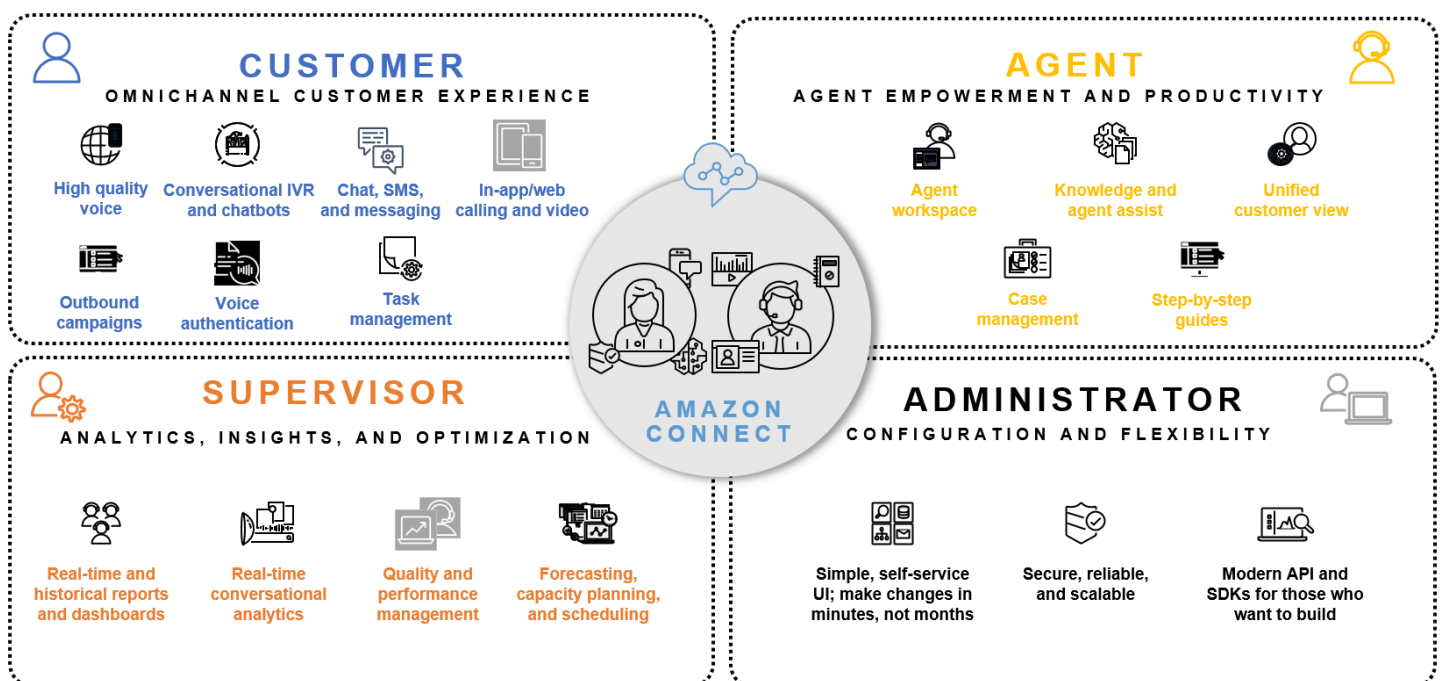 CUSTOMER
OMNICHANNEL CUSTOMER EXPERIENCE
High quality
voice
Conversational IVR
and chatbots
Chat, SMS,
and messaging
In-app/web
calling and video
Outbound
campaigns
Voice
authentication
Task
management
AGENT
AGENT EMPOWERMENT AND PRODUCTIVITY
Agent
workspace
Knowledge and
agent assist
Unified
customer view
Case
management
Step-by-step
guides
AMAZON
CONNECT
SUPERVISOR
ANALYTICS, INSIGHTS, AND OPTIMIZATION
Real-time and
historical reports
and dashboards
Real-time
conversational
analytics
Quality and
performance
management
Forecasting,
capacity planning,
and scheduling
ADMINISTRATOR
CONFIGURATION AND FLEXIBILITY
Simple, self-service
UI; make changes in
minutes, not months
Secure, reliable,
and scalable
Modern API and
SDKs for those who
want to build